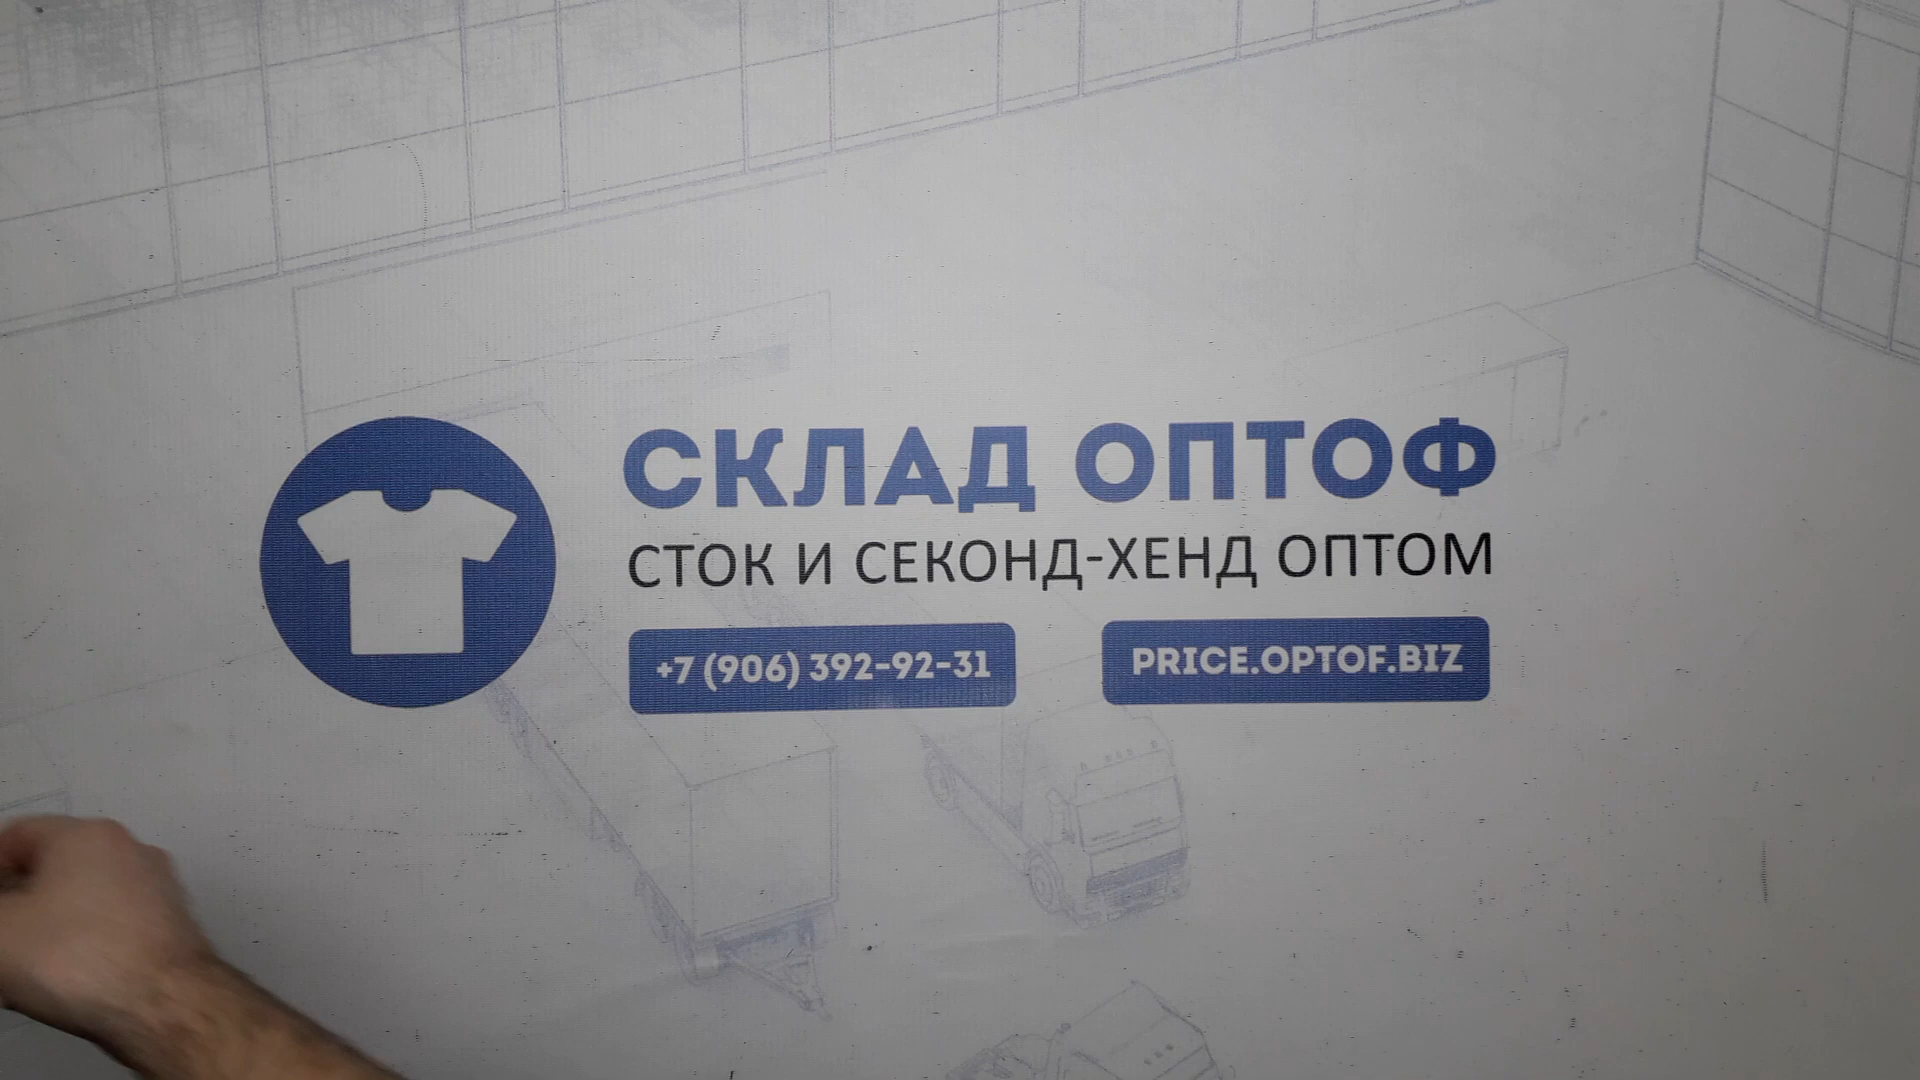 СКЛАД ОПТОФ
СТОК И СЕКОНД-ХЕНД ОПТОМ
+7 (906) 392-92-31
PRICE.OPTOF.BIZ